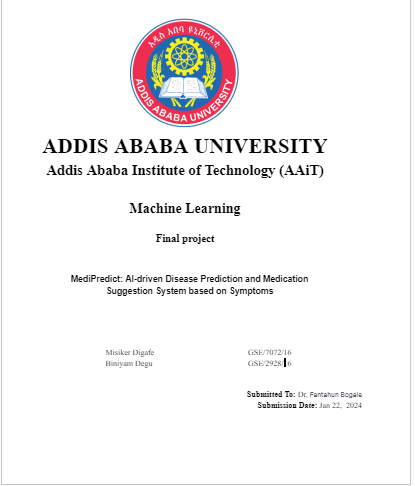 አዲስ አበባ ዩኒቨርሲቲ
ADDIS ABABA UNIVERSITY
ADDIS ABABA UNIVERSITY
Addis Ababa Institute of Technology (AAiT)
Machine Learning
Final project
MediPredict: AI-driven Disease Prediction and Medication
Suggestion System based on Symptoms
Misiker Digafe GSE/7072/16
Biniyam Degu GSE/2928/16
Submitted To: Dr. Fantahun Bogale
Submission Date: Jan 22, 2024